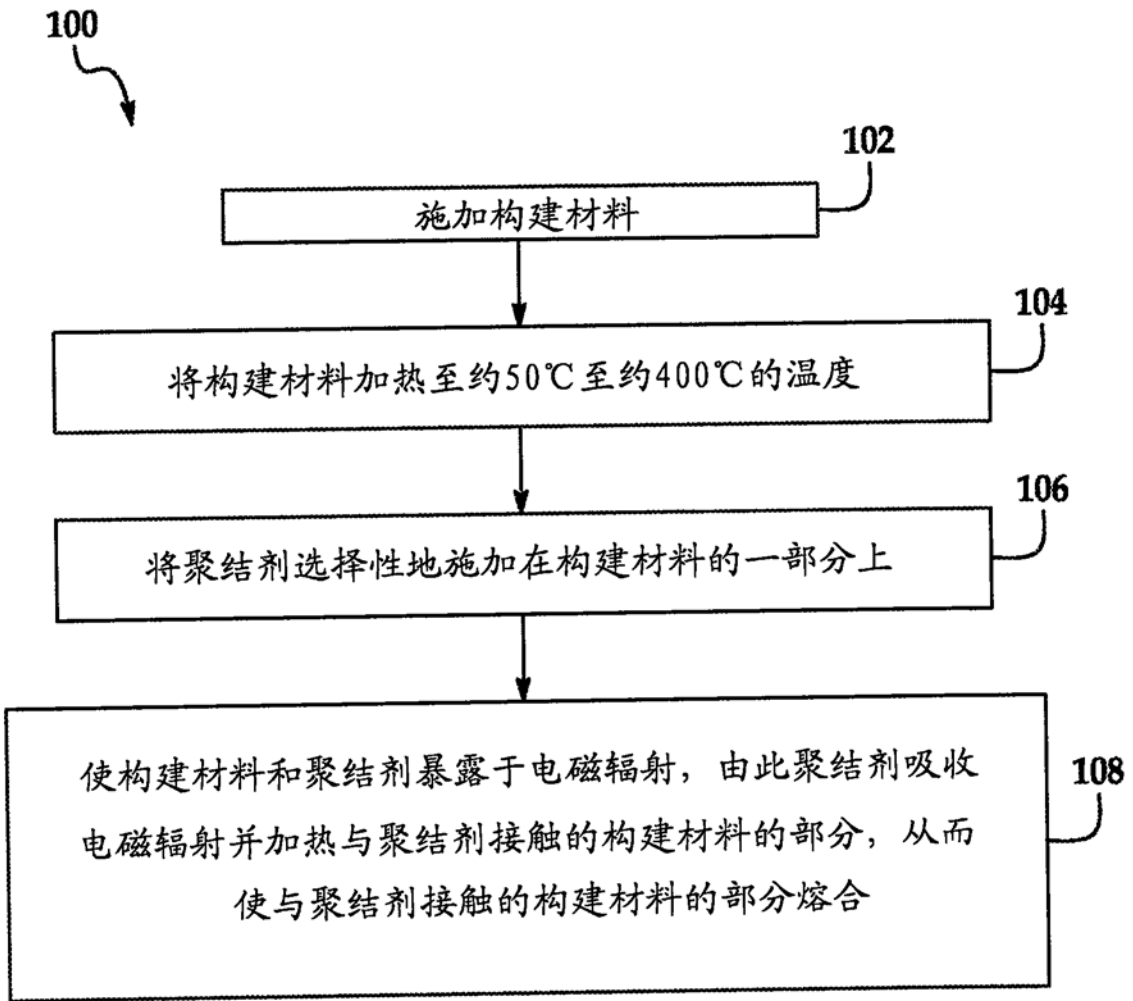 100
102
施加构建材料
104
将构建材料加热至约50℃至约400℃的温度
106
将聚结剂选择性地施加在构建材料的一部分上
108
使构建材料和聚结剂暴露于电磁辐射，由此聚结剂吸收
电磁辐射并加热与聚结剂接触的构建材料的部分，从而
使与聚结剂接触的构建材料的部分熔合